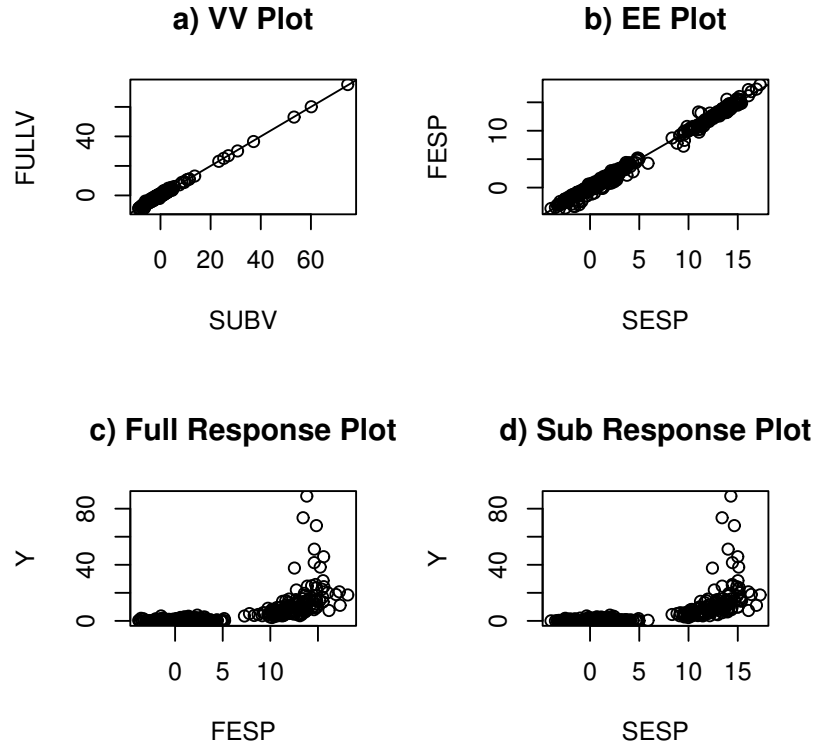 a) VV Plot
FULLV
0 40
0 20 40 60
SUBV
b) EE Plot
FESP
0 10
0 5 10 15
SESP
c) Full Response Plot
Y
0 40 80
0 5 10
FESP
d) Sub Response Plot
Y
0 40 80
0 5 10 15
SESP